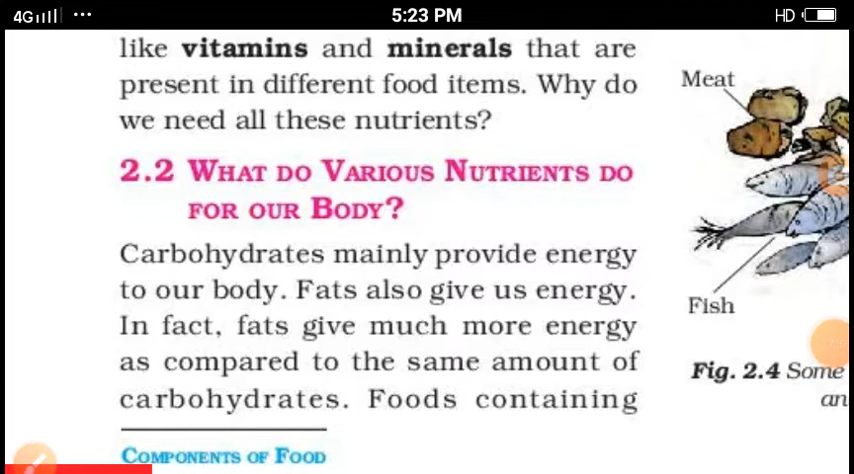 4G
5:23 PM
HD
like vitamins and minerals that are
present in different food items. Why do
we need all these nutrients?
2.2 WHAT DO VARIOUS NUTRIENTS DO
FOR OUR BODY?
Carbohydrates mainly provide energy
to our body. Fats also give us energy.
In fact, fats give much more energy
as compared to the same amount of
carbohydrates. Foods containing
COMPONENTS OF FOOD
Meat
Fish
Fig. 2.4 Some
an